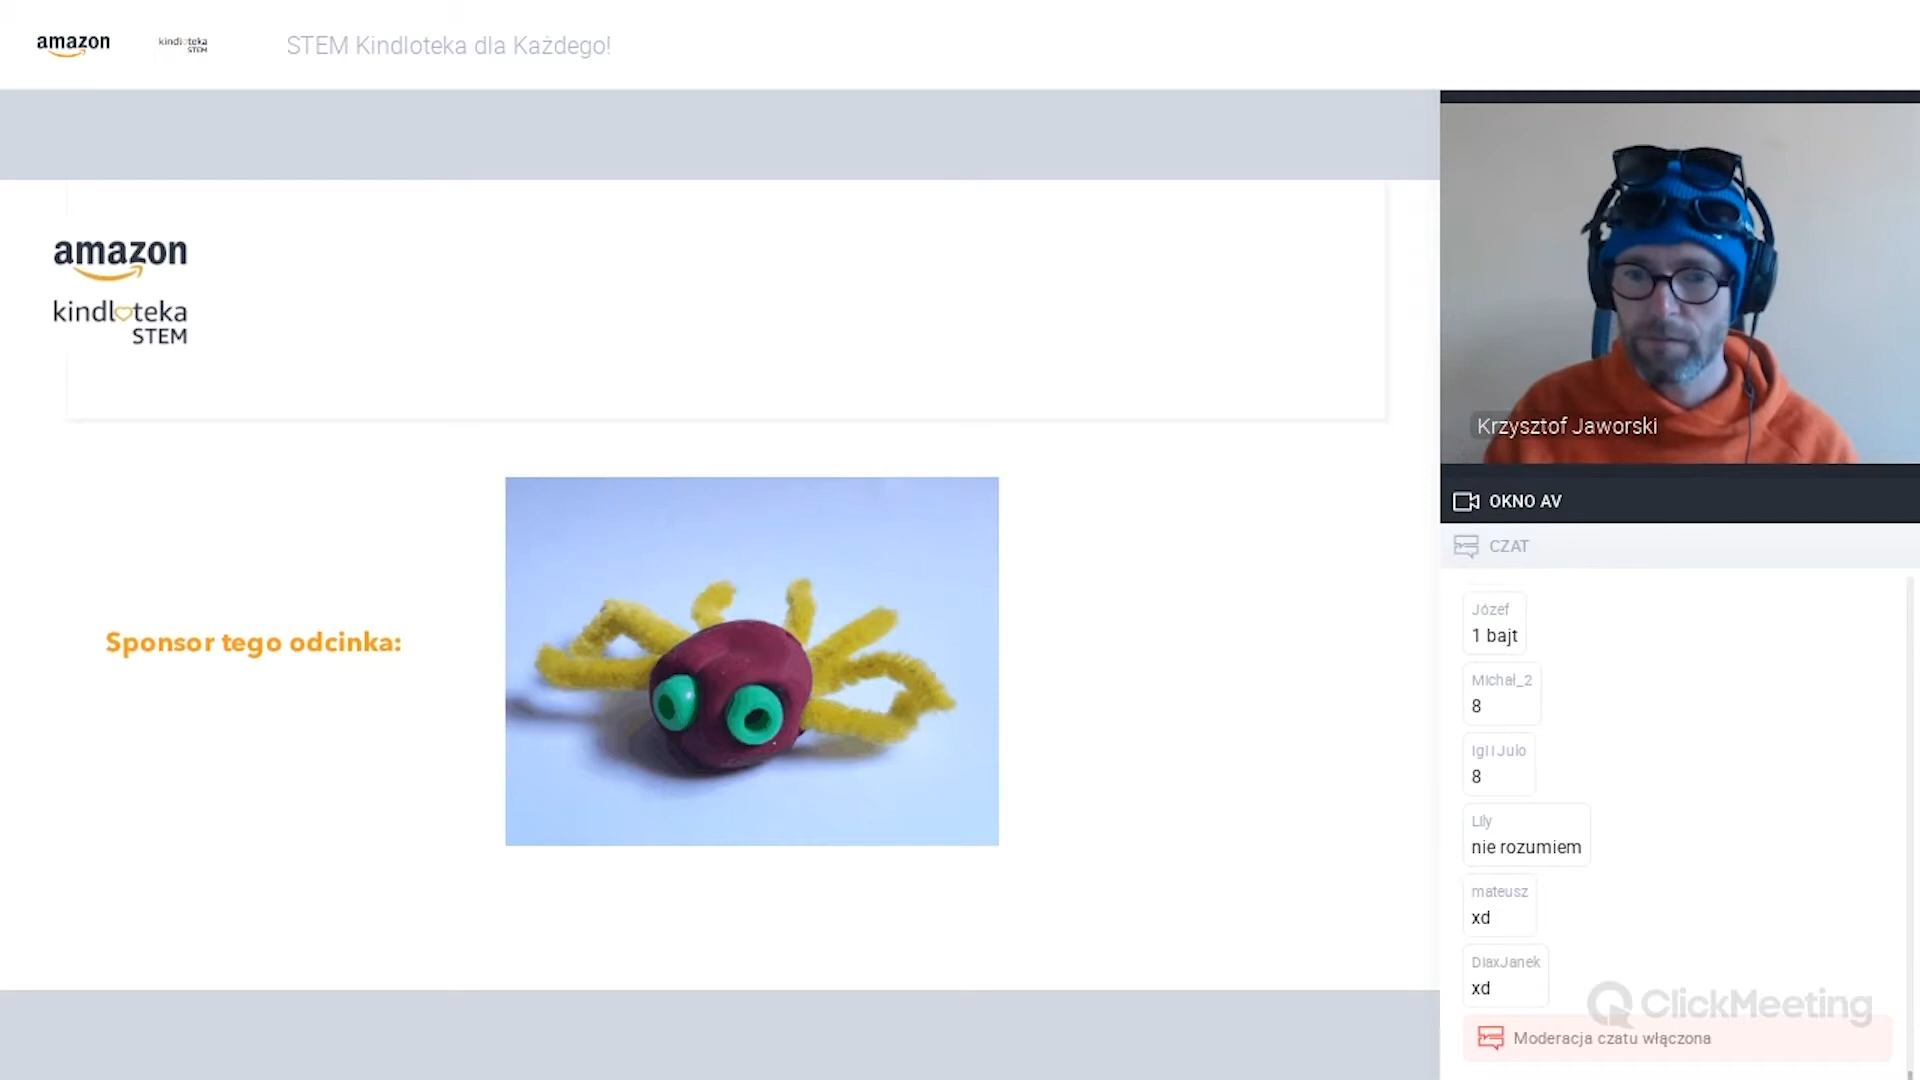 amazon
kindloteka
STEM
STEM Kindloteka dla Każdego!
amazon
kindloteka
STEM
Sponsor tego odcinka:
Krzysztof Jaworski
OKNO AV
CZAT
Józef
1 bajt
Michał_2
8
Igi i Julo
8
Lily
nie rozumiem
mateusz
xd
DiaxJanek
xd
ClickMeeting
Moderacja czatu włączona